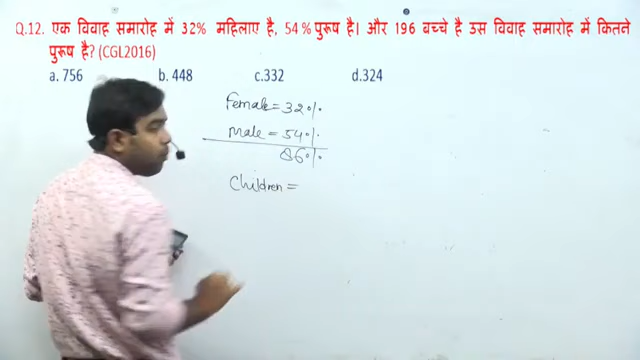 Q.12. एक विवाह समारोह में 32% महिलाए है, 54 % पुरूष है। और 196 बच्चे है उस विवाह समारोह में कितने
पुरूष है? (CGL2016)
a. 756 b. 448 c.332 d.324
Female = 32%
Male = 54%
86%
Children =